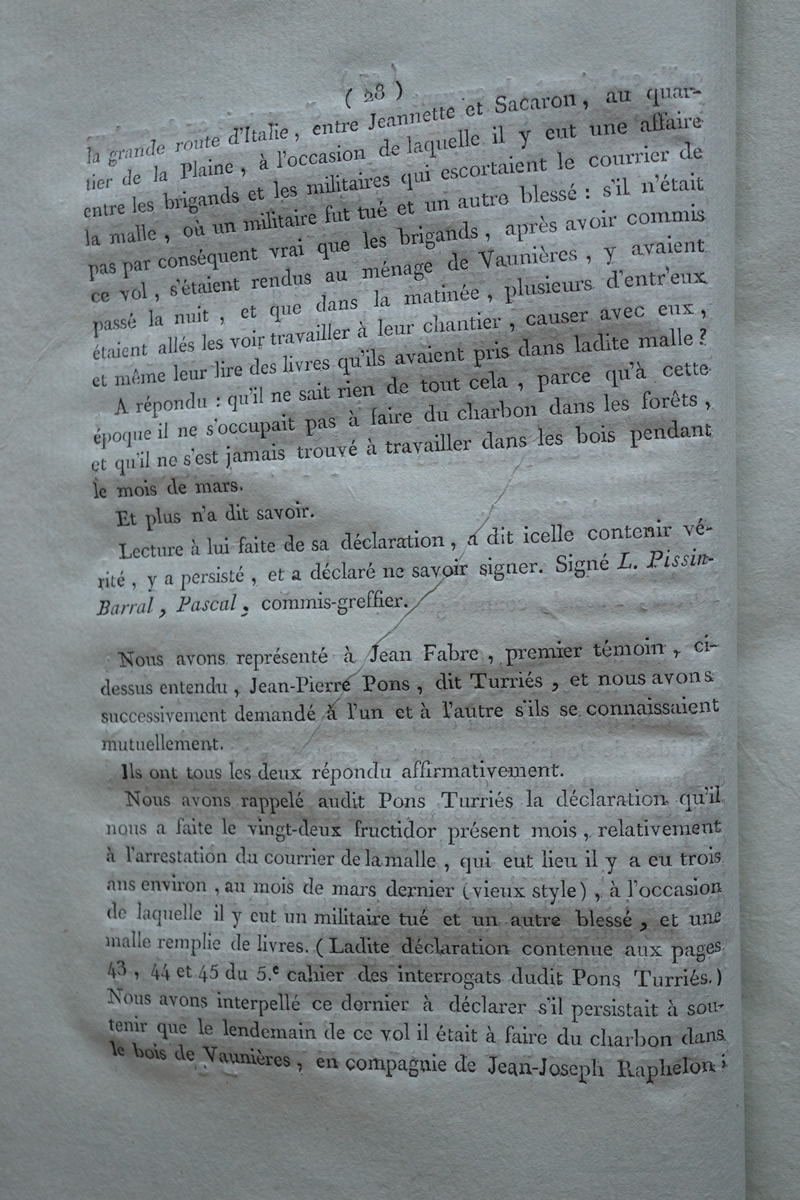 ( 28 )
la grande route d'Italie, entre Jeannette et Sacaron, au quar-
tier de la Plaine, à l'occasion de laquelle il y eut une affaire
entre les brigands et les militaires qui escortaient le courrier de
la malle, où un militaire fut tué et un autre blessé : s'il n'était
pas par conséquent vrai que les brigands, après avoir commis
ce vol, s'étaient rendus au ménage de Vaunières, y avaient
passé la nuit, et que dans la matinée, plusieurs d'entr'eux
étaient allés les voir travailler à leur chantier, causer avec eux,
et même leur lire des livres qu'ils avaient pris dans ladite malle ?
A répondu : qu'il ne sait rien de tout cela, parce qu'à cette
époque il ne s'occupait pas à faire du charbon dans les forêts,
et qu'il ne s'est jamais trouvé à travailler dans les bois pendant
le mois de mars.
Et plus n'a dit savoir.
Lecture à lui faite de sa déclaration, a dit icelle contenir vé-
rité, y a persisté, et a déclaré ne savoir signer. Signé L. Pissin-
Barral, Pascal, commis-greffier.
Nous avons représenté à Jean Fabre, premier témoin, ci-
dessus entendu, Jean-Pierre Pons, dit Turriés, et nous avons
successivement demandé à l'un et à l'autre s'ils se connaissaient
mutuellement.
Ils ont tous les deux répondu affirmativement.
Nous avons rappelé audit Pons Turriés la déclaration qu'il
nous a faite le vingt-deux fructidor présent mois, relativement
à l'arrestation du courrier de la malle, qui eut lieu il y a eu trois
ans environ, au mois de mars dernier (vieux style), à l'occasion
de laquelle il y eut un militaire tué et un autre blessé, et une
malle remplie de livres. (Ladite déclaration contenue aux pages
43, 44 et 45 du 5.e cahier des interrogats dudit Pons Turriés.)
Nous avons interpellé ce dernier à déclarer s'il persistait à sou-
tenir que le lendemain de ce vol il était à faire du charbon dans
le bois de Vaunières, en compagnie de Jean-Joseph Raphelon ;